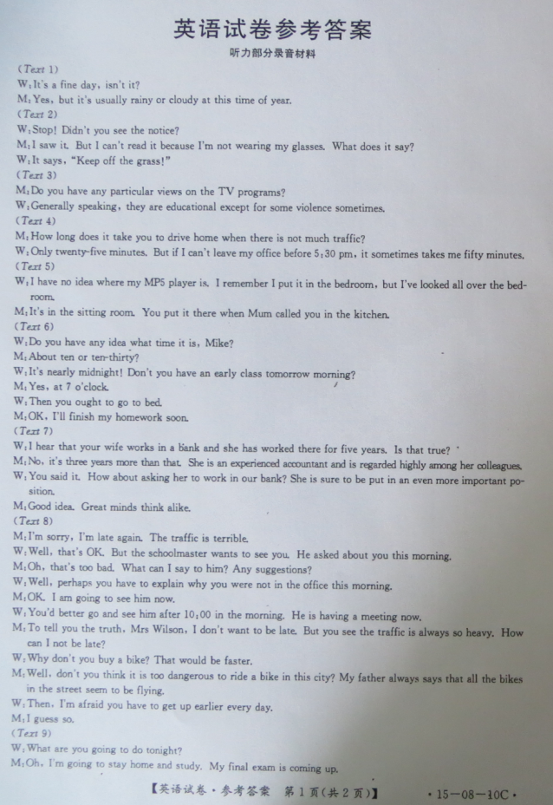 英语试卷参考答案
听力部分录音材料
(Text 1)
W:It's a fine day, isn't it?
M:Yes, but it's usually rainy or cloudy at this time of year.
(Text 2)
W:Stop! Didn't you see the notice?
M:I saw it. But I can't read it because I'm not wearing my glasses. What does it say?
W:It says, "Keep off the grass!"
(Text 3)
M:Do you have any particular views on the TV programs?
W:Generally speaking, they are educational except for some violence sometimes.
(Text 4)
M:How long does it take you to drive home when there is not much traffic?
W:Only twenty-five minutes. But if I can't leave my office before 5:30 pm, it sometimes takes me fifty minutes.
(Text 5)
W:I have no idea where my MP5 player is. I remember I put it in the bedroom, but I've looked all over the bed-
room.
M:It's in the sitting room. You put it there when Mum called you in the kitchen.
(Text 6)
W:Do you have any idea what time it is, Mike?
M:About ten or ten-thirty?
W:It's nearly midnight! Don't you have an early class tomorrow morning?
M:Yes, at 7 o'clock.
W:Then you ought to go to bed.
M:OK, I'll finish my homework soon.
(Text 7)
W:I hear that your wife works in a bank and she has worked there for five years. Is that true?
M:No, it's three years more than that. She is an experienced accountant and is regarded highly among her colleagues.
W:You said it. How about asking her to work in our bank? She is sure to be put in an even more important po-
sition.
M:Good idea. Great minds think alike.
(Text 8)
M:I'm sorry, I'm late again. The traffic is terrible.
W:Well, that's OK. But the schoolmaster wants to see you. He asked about you this morning.
M:Oh, that's too bad. What can I say to him? Any suggestions?
W:Well, perhaps you have to explain why you were not in the office this morning.
M:OK. I am going to see him now.
W:You'd better go and see him after 10:00 in the morning. He is having a meeting now.
M:To tell you the truth, Mrs Wilson, I don't want to be late. But you see the traffic is always so heavy. How
can I not be late?
W:Why don't you buy a bike? That would be faster.
M:Well, don't you think it is too dangerous to ride a bike in this city? My father always says that all the bikes
in the street seem to be flying.
W:Then, I'm afraid you have to get up earlier every day.
M:I guess so.
(Text 9)
W:What are you going to do tonight?
M:Oh, I'm going to stay home and study. My final exam is coming up.
【英语试卷·参考答案 第1页(共2页)】 ·15-08-10C·